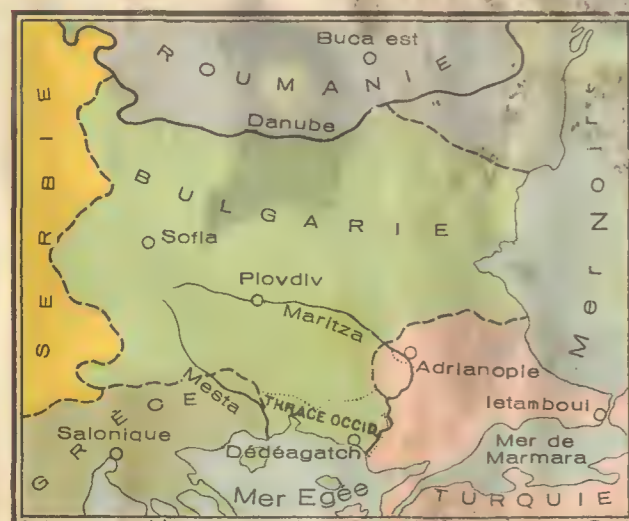 Buca est
ROUMANIE
Danube
SERBIE
BULGARIE
Mer Noire
Sofia
Plovdiv
Maritza
Adrianople
Mesta
THRACE OCCID.
Istamboul
GRÈCE
Salonique
Dédéagatch
Mer de
Marmara
Mer Egée
TURQUIE